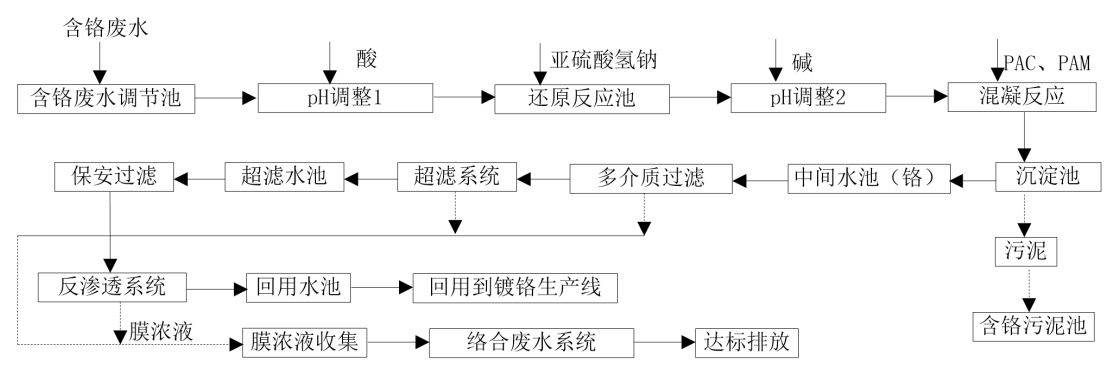 含铬废水
酸
亚硫酸氢钠
碱
PAC、PAM
含铬废水调节池
pH调整1
还原反应池
pH调整2
混凝反应
保安过滤
超滤水池
超滤系统
多介质过滤
中间水池（铬）
沉淀池
污泥
反渗透系统
回用水池
回用到镀铬生产线
含铬污泥池
膜浓液
膜浓液收集
络合废水系统
达标排放